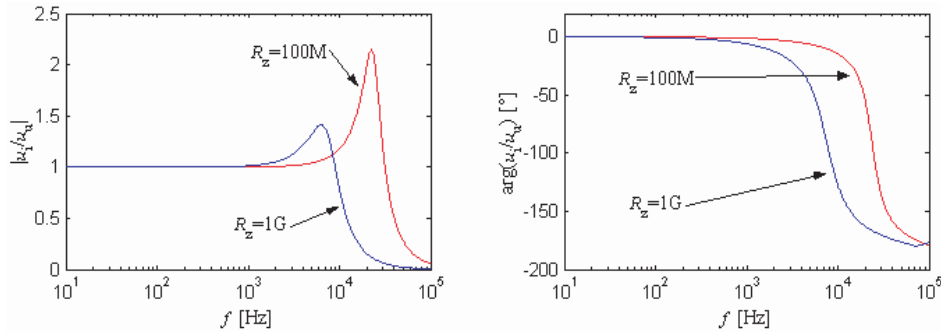 2.5
2
1.5
1
0.5
0
|u_i/u_u|
R_z=100M
R_z=1G
10^1 10^2 10^3 10^4 10^5
f [Hz]
0
-50
-100
-150
-200
arg(u_i/u_u) [°]
R_z=100M
R_z=1G
10^1 10^2 10^3 10^4 10^5
f [Hz]